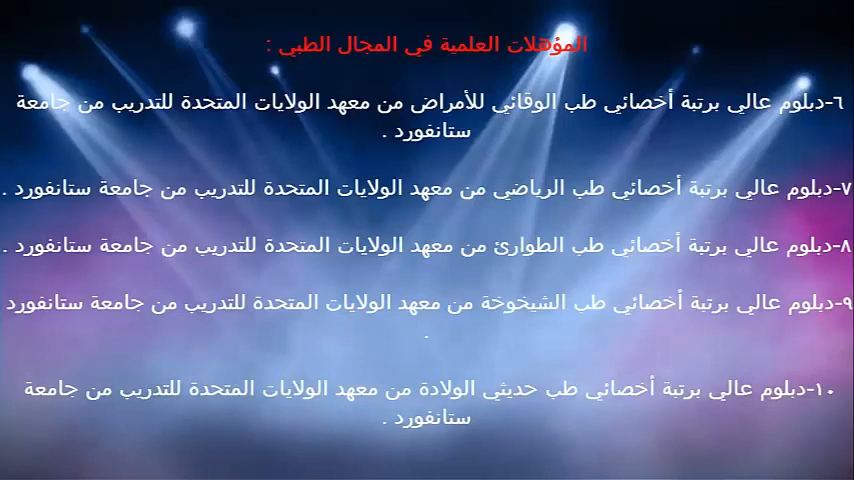 المؤهلات العلمية في المجال الطبي :
٦-دبلوم عالي برتبة أخصائي طب الوقائي للأمراض من معهد الولايات المتحدة للتدريب من جامعة
ستانفورد .
٧-دبلوم عالي برتبة أخصائي طب الرياضي من معهد الولايات المتحدة للتدريب من جامعة ستانفورد .
٨-دبلوم عالي برتبة أخصائي طب الطوارئ من معهد الولايات المتحدة للتدريب من جامعة ستانفورد .
٩-دبلوم عالي برتبة أخصائي طب الشيخوخة من معهد الولايات المتحدة للتدريب من جامعة ستانفورد
.
١٠-دبلوم عالي برتبة أخصائي طب حديثي الولادة من معهد الولايات المتحدة للتدريب من جامعة
ستانفورد .